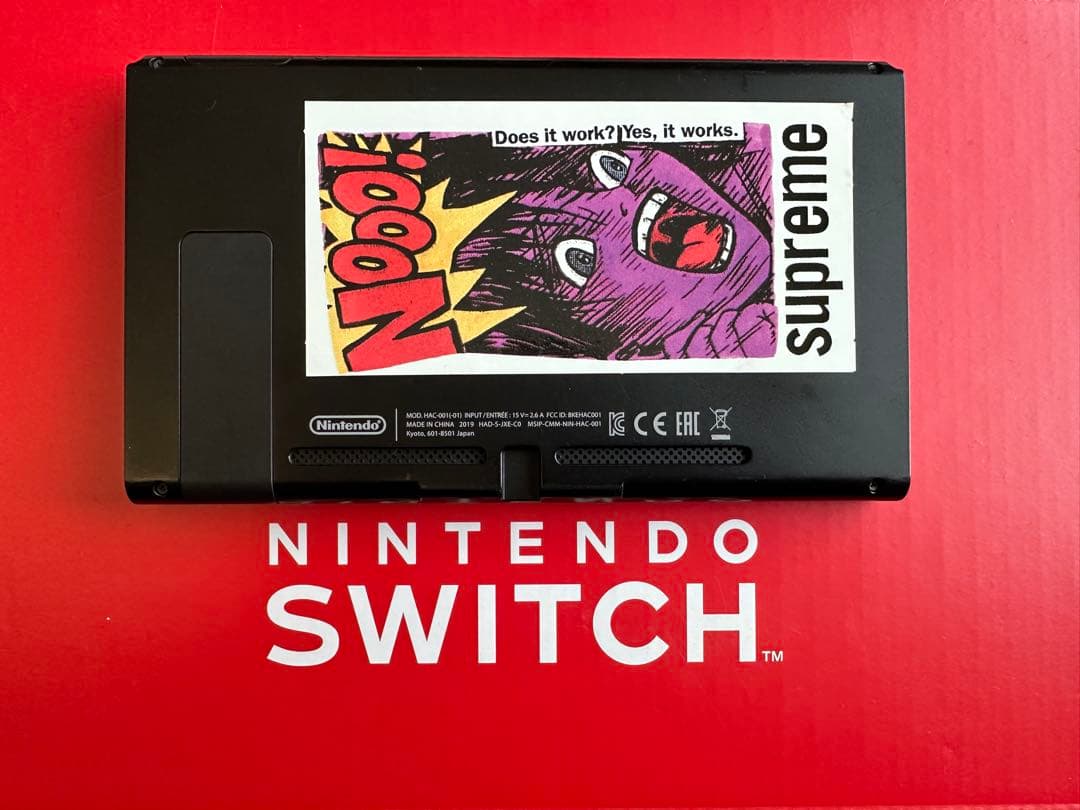 Does it work? Yes, it works.
Nooo!
supreme
Nintendo
MOD. HAC-001(-01) INPUT/ENTRÉE : 15 V⎓ 2.6 A FCC ID: BKEHAC001
MADE IN CHINA 2019 HAD-S-JXE-C0 MSIP-CMM-NIN-HAC-001
Kyoto, 601-8501 Japan
CE EAC
NINTENDO
SWITCH™